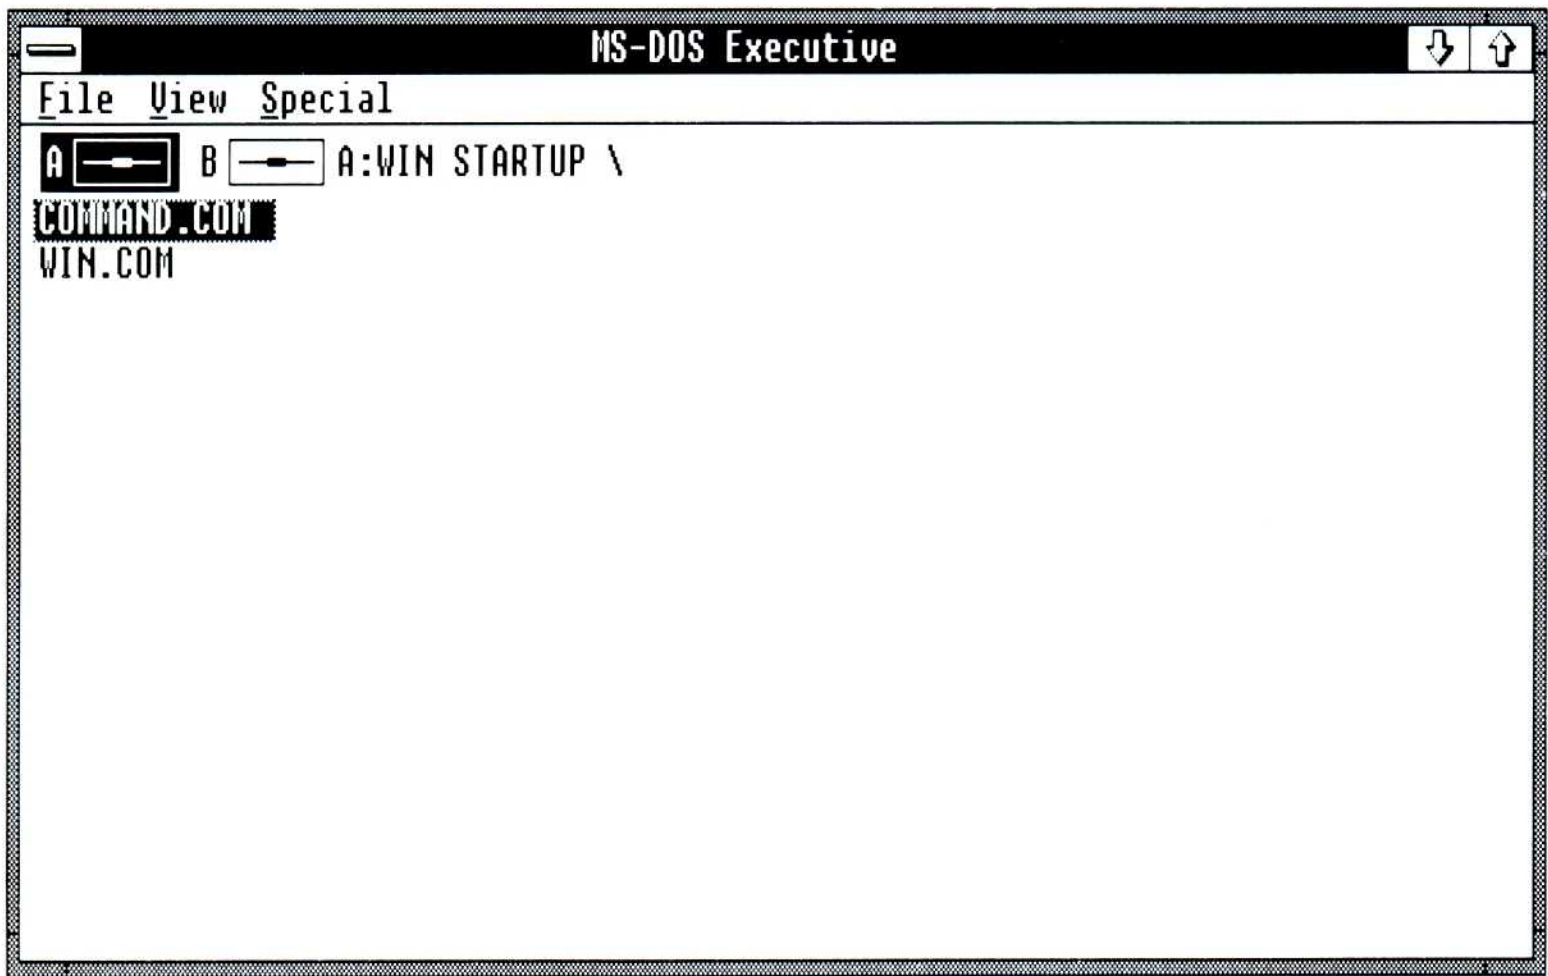 MS-DOS Executive
File View Special
A B A:WIN STARTUP \
COMMAND.COM
WIN.COM